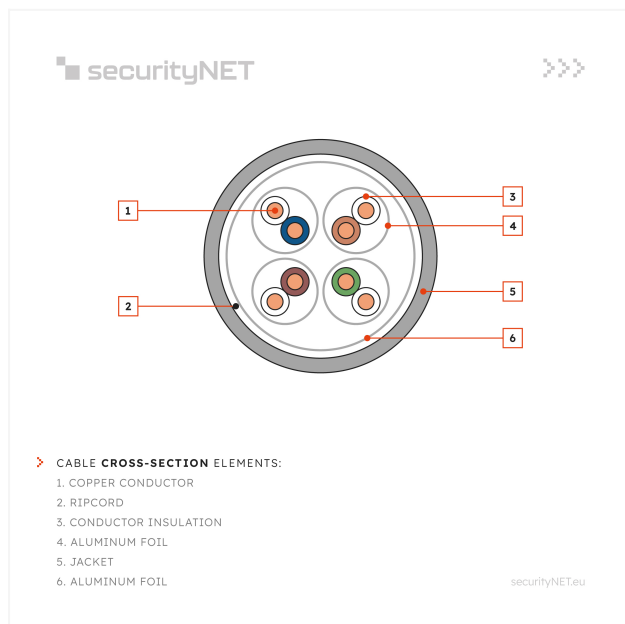 securityNET
1
3
4
2
5
6
CABLE CROSS-SECTION ELEMENTS:
1. COPPER CONDUCTOR
2. RIPCORD
3. CONDUCTOR INSULATION
4. ALUMINUM FOIL
5. JACKET
6. ALUMINUM FOIL
securityNET.eu